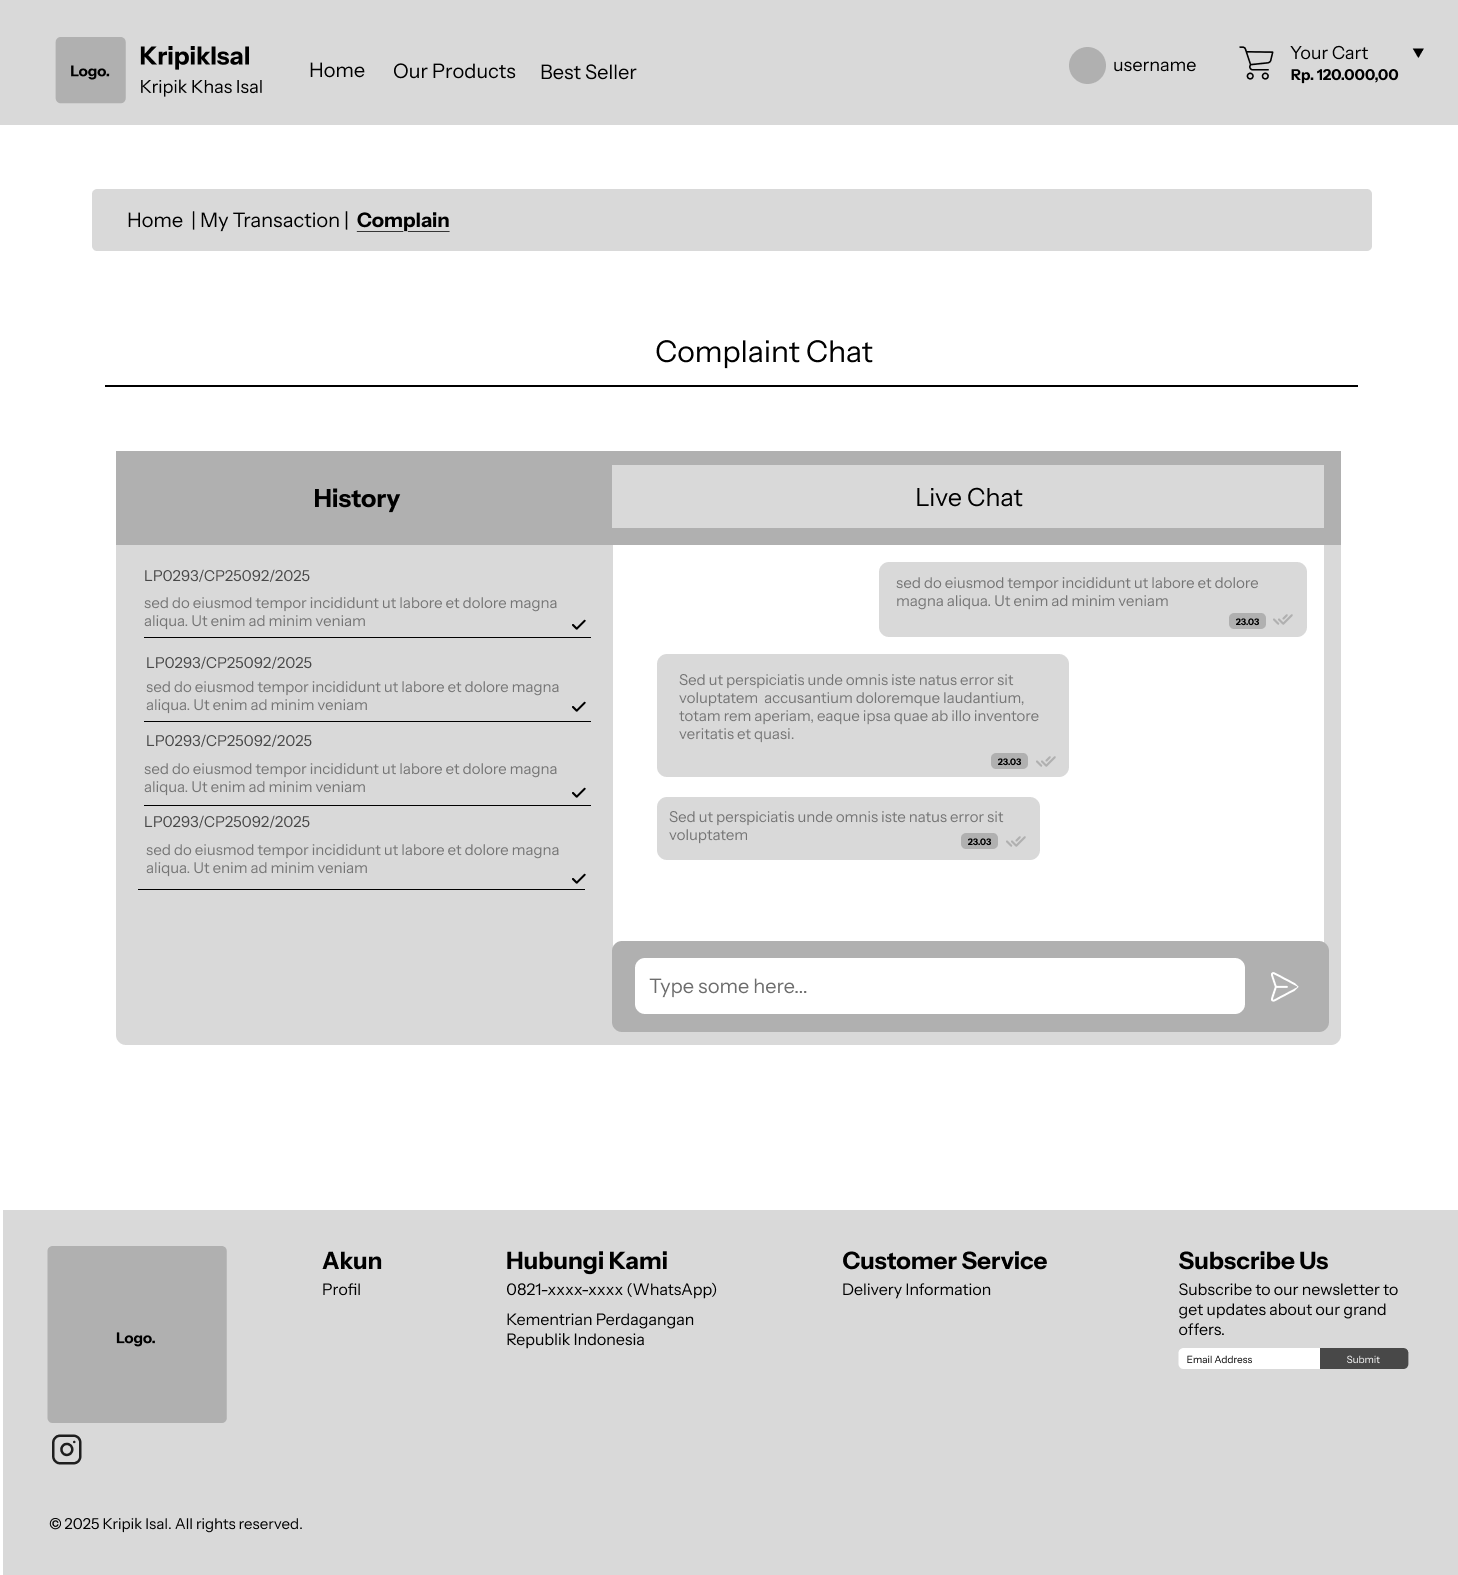 Logo.
KripikIsal
Kripik Khas Isal
Home
Our Products
Best Seller
username
Your Cart
Rp. 120.000,00
Home | My Transaction | Complain
Complaint Chat
History
LP0293/CP25092/2025
sed do eiusmod tempor incididunt ut labore et dolore magna
aliqua. Ut enim ad minim veniam
LP0293/CP25092/2025
sed do eiusmod tempor incididunt ut labore et dolore magna
aliqua. Ut enim ad minim veniam
LP0293/CP25092/2025
sed do eiusmod tempor incididunt ut labore et dolore magna
aliqua. Ut enim ad minim veniam
LP0293/CP25092/2025
sed do eiusmod tempor incididunt ut labore et dolore magna
aliqua. Ut enim ad minim veniam
Live Chat
sed do eiusmod tempor incididunt ut labore et dolore
magna aliqua. Ut enim ad minim veniam
23.03
Sed ut perspiciatis unde omnis iste natus error sit
voluptatem  accusantium doloremque laudantium,
totam rem aperiam, eaque ipsa quae ab illo inventore
veritatis et quasi.
23.03
Sed ut perspiciatis unde omnis iste natus error sit
voluptatem
23.03
Type some here...
Logo.
Akun
Profil
Hubungi Kami
0821-xxxx-xxxx (WhatsApp)
Kementrian Perdagangan
Republik Indonesia
Customer Service
Delivery Information
Subscribe Us
Subscribe to our newsletter to
get updates about our grand
offers.
Email Address
Submit
© 2025 Kripik Isal. All rights reserved.